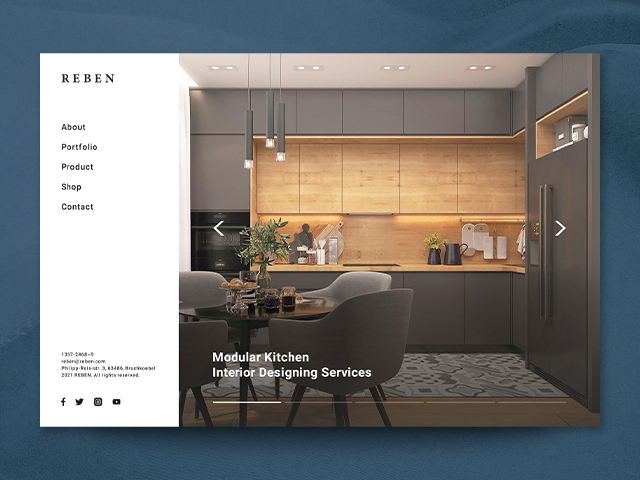 REBEN
About
Portfolio
Product
Shop
Contact
1357-2468-9
reben@reben.com
Philipp-Reis-str. 3, 63486, Bruchkoebel
2021 REBEN. All rights reserved.
Modular Kitchen
Interior Designing Services